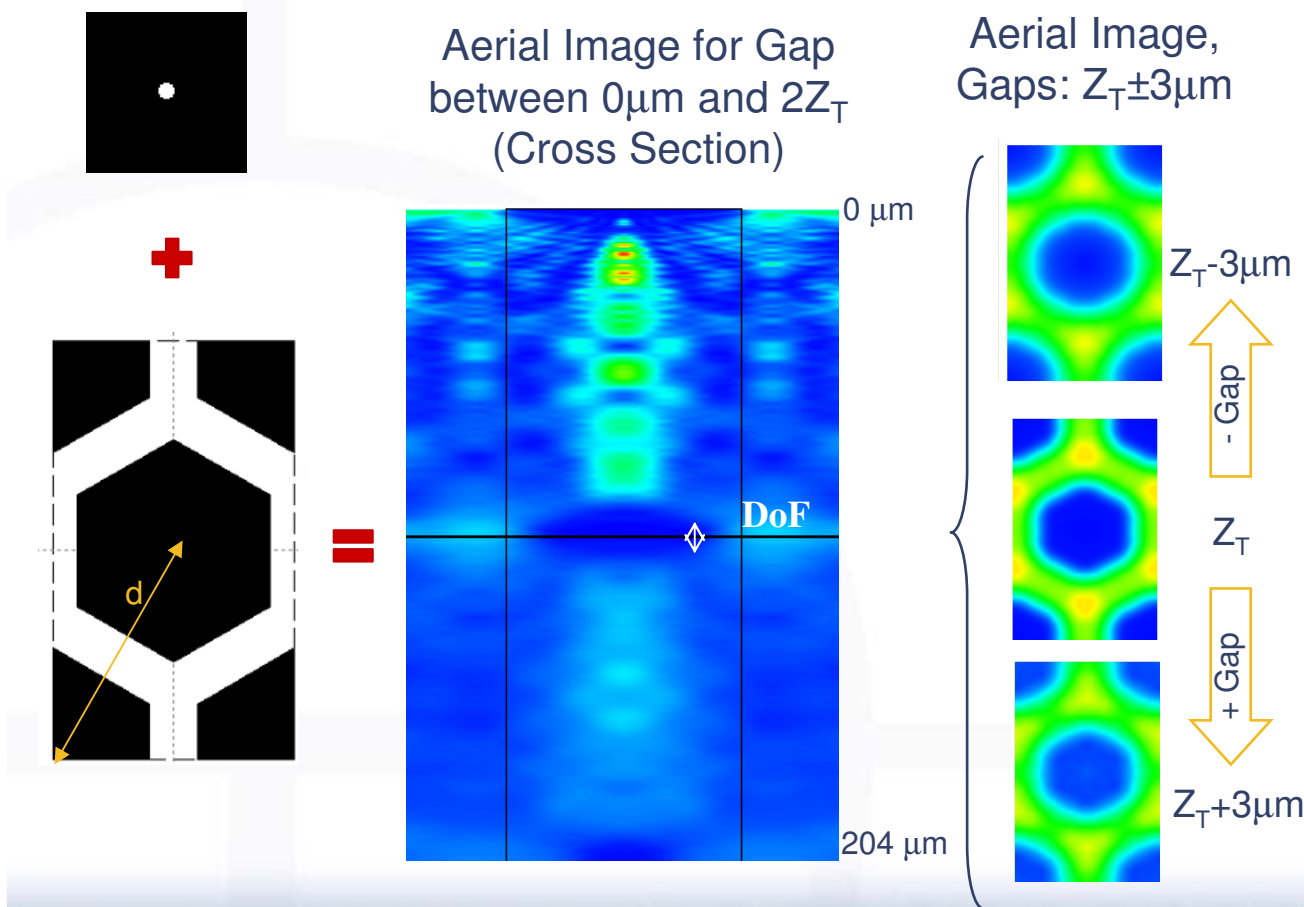 Aerial Image for Gap
between 0μm and 2Z_T
(Cross Section)
Aerial Image,
Gaps: Z_T±3μm
0 μm
Z_T-3μm
- Gap
d
DoF
Z_T
+ Gap
Z_T+3μm
204 μm